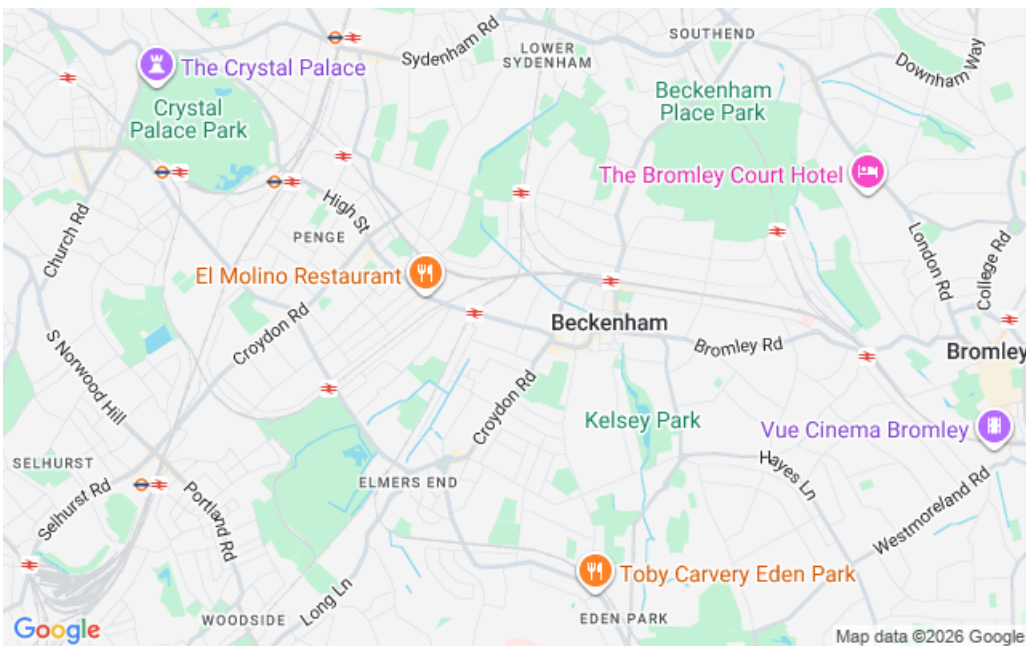 Sydenham Rd
LOWER
SYDENHAM
SOUTHEND
Downham Way
The Crystal Palace
Crystal
Palace Park
Beckenham
Place Park
The Bromley Court Hotel
Church Rd
High St
PENGE
El Molino Restaurant
London Rd
College Rd
Croydon Rd
Beckenham
Bromley Rd
Bromley
S Norwood Hill
Croydon Rd
Kelsey Park
Vue Cinema Bromley
SELHURST
ELMERS END
Hayes Ln
Selhurst Rd
Portland Rd
Westmoreland Rd
Toby Carvery Eden Park
Long Ln
WOODSIDE
EDEN PARK
Google
Map data ©2026 Google